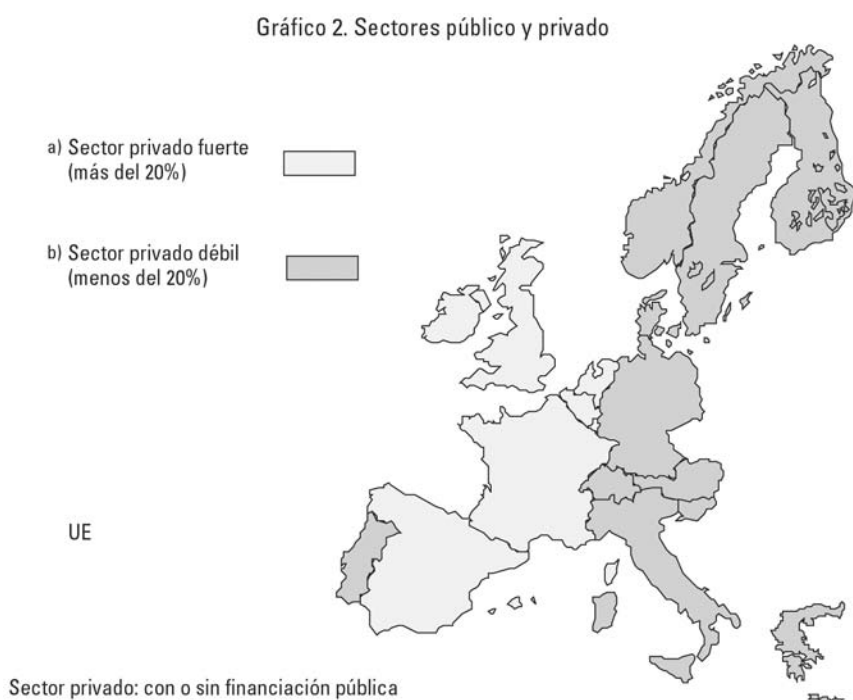 Gráfico 2. Sectores público y privado
a) Sector privado fuerte
(más del 20%)
b) Sector privado débil
(menos del 20%)
UE
Sector privado: con o sin financiación pública